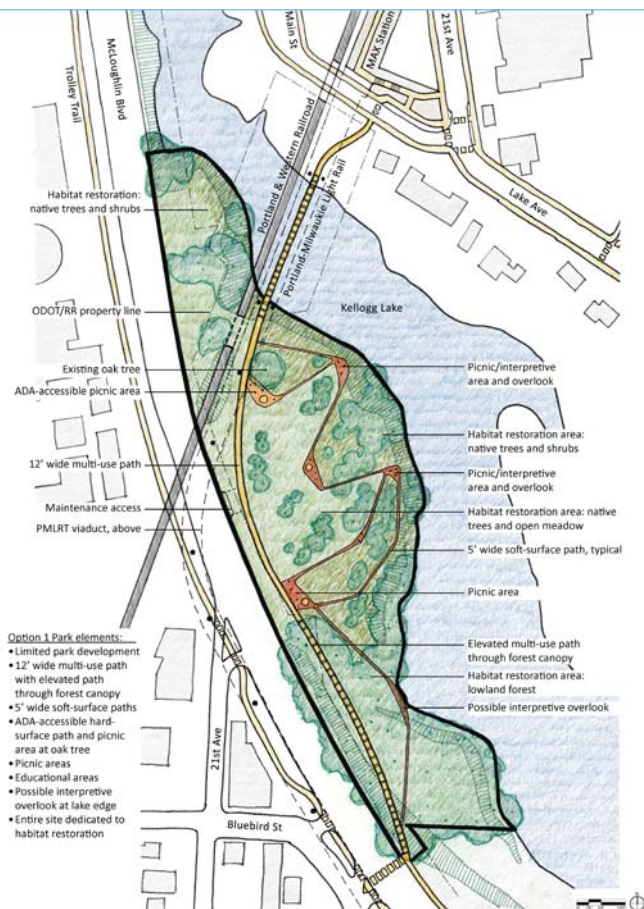 Trolley Trail
McLoughlin Blvd
Main St
MAX Station
21st Ave
Portland & Western Railroad
Portland-Milwaukie Light Rail
Lake Ave
Kellogg Lake
Habitat restoration:
native trees and shrubs
ODOT/RR property line
Existing oak tree
ADA-accessible picnic area
12' wide multi-use path
Maintenance access
PMLRT viaduct, above
Picnic/interpretive
area and overlook
Habitat restoration area:
native trees and shrubs
Picnic/interpretive
area and overlook
Habitat restoration area: native
trees and open meadow
5' wide soft-surface path, typical
Picnic area
Elevated multi-use path
through forest canopy
Habitat restoration area:
lowland forest
Possible interpretive overlook
Option 1 Park elements:
• Limited park development
• 12' wide multi-use path
with elevated path
through forest canopy
• 5' wide soft-surface paths
• ADA-accessible hard-
surface path and picnic
area at oak tree
• Picnic areas
• Educational areas
• Possible interpretive
overlook at lake edge
• Entire site dedicated to
habitat restoration
21st Ave
Bluebird St